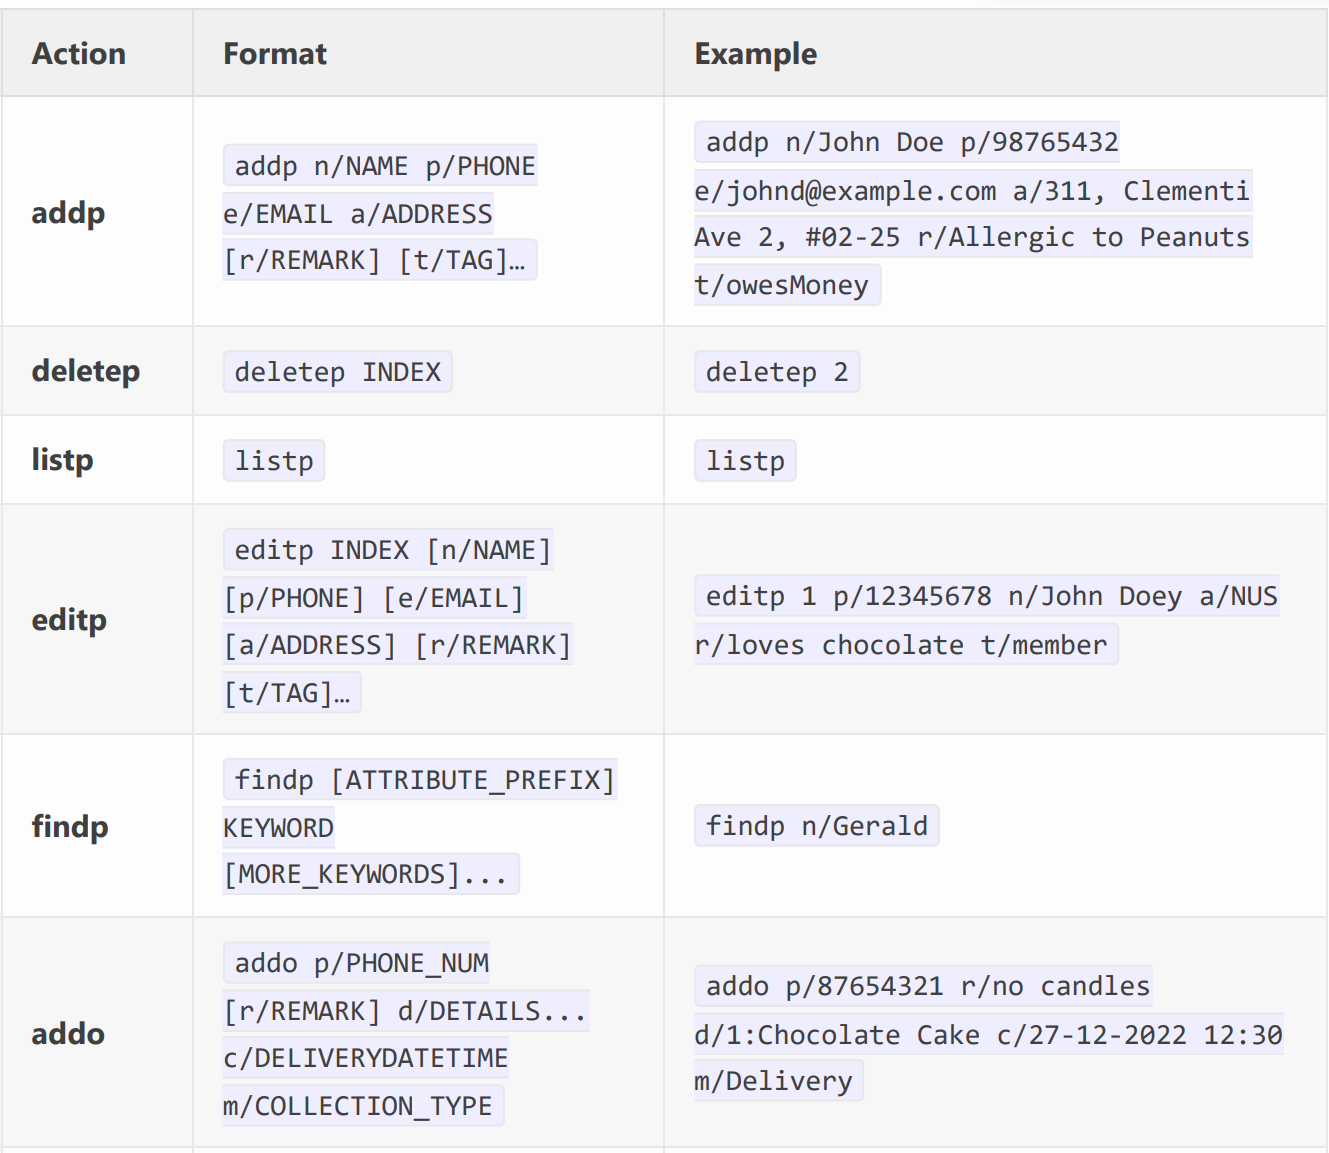 Action Format Example
addp
addp n/NAME p/PHONE
e/EMAIL a/ADDRESS
[r/REMARK] [t/TAG]…
addp n/John Doe p/98765432
e/johnd@example.com a/311, Clementi
Ave 2, #02-25 r/Allergic to Peanuts
t/owesMoney
deletep
deletep INDEX
deletep 2
listp
listp
listp
editp
editp INDEX [n/NAME]
[p/PHONE] [e/EMAIL]
[a/ADDRESS] [r/REMARK]
[t/TAG]…
editp 1 p/12345678 n/John Doey a/NUS
r/loves chocolate t/member
findp
findp [ATTRIBUTE_PREFIX]
KEYWORD
[MORE_KEYWORDS]...
findp n/Gerald
addo
addo p/PHONE_NUM
[r/REMARK] d/DETAILS...
c/DELIVERYDATETIME
m/COLLECTION_TYPE
addo p/87654321 r/no candles
d/1:Chocolate Cake c/27-12-2022 12:30
m/Delivery